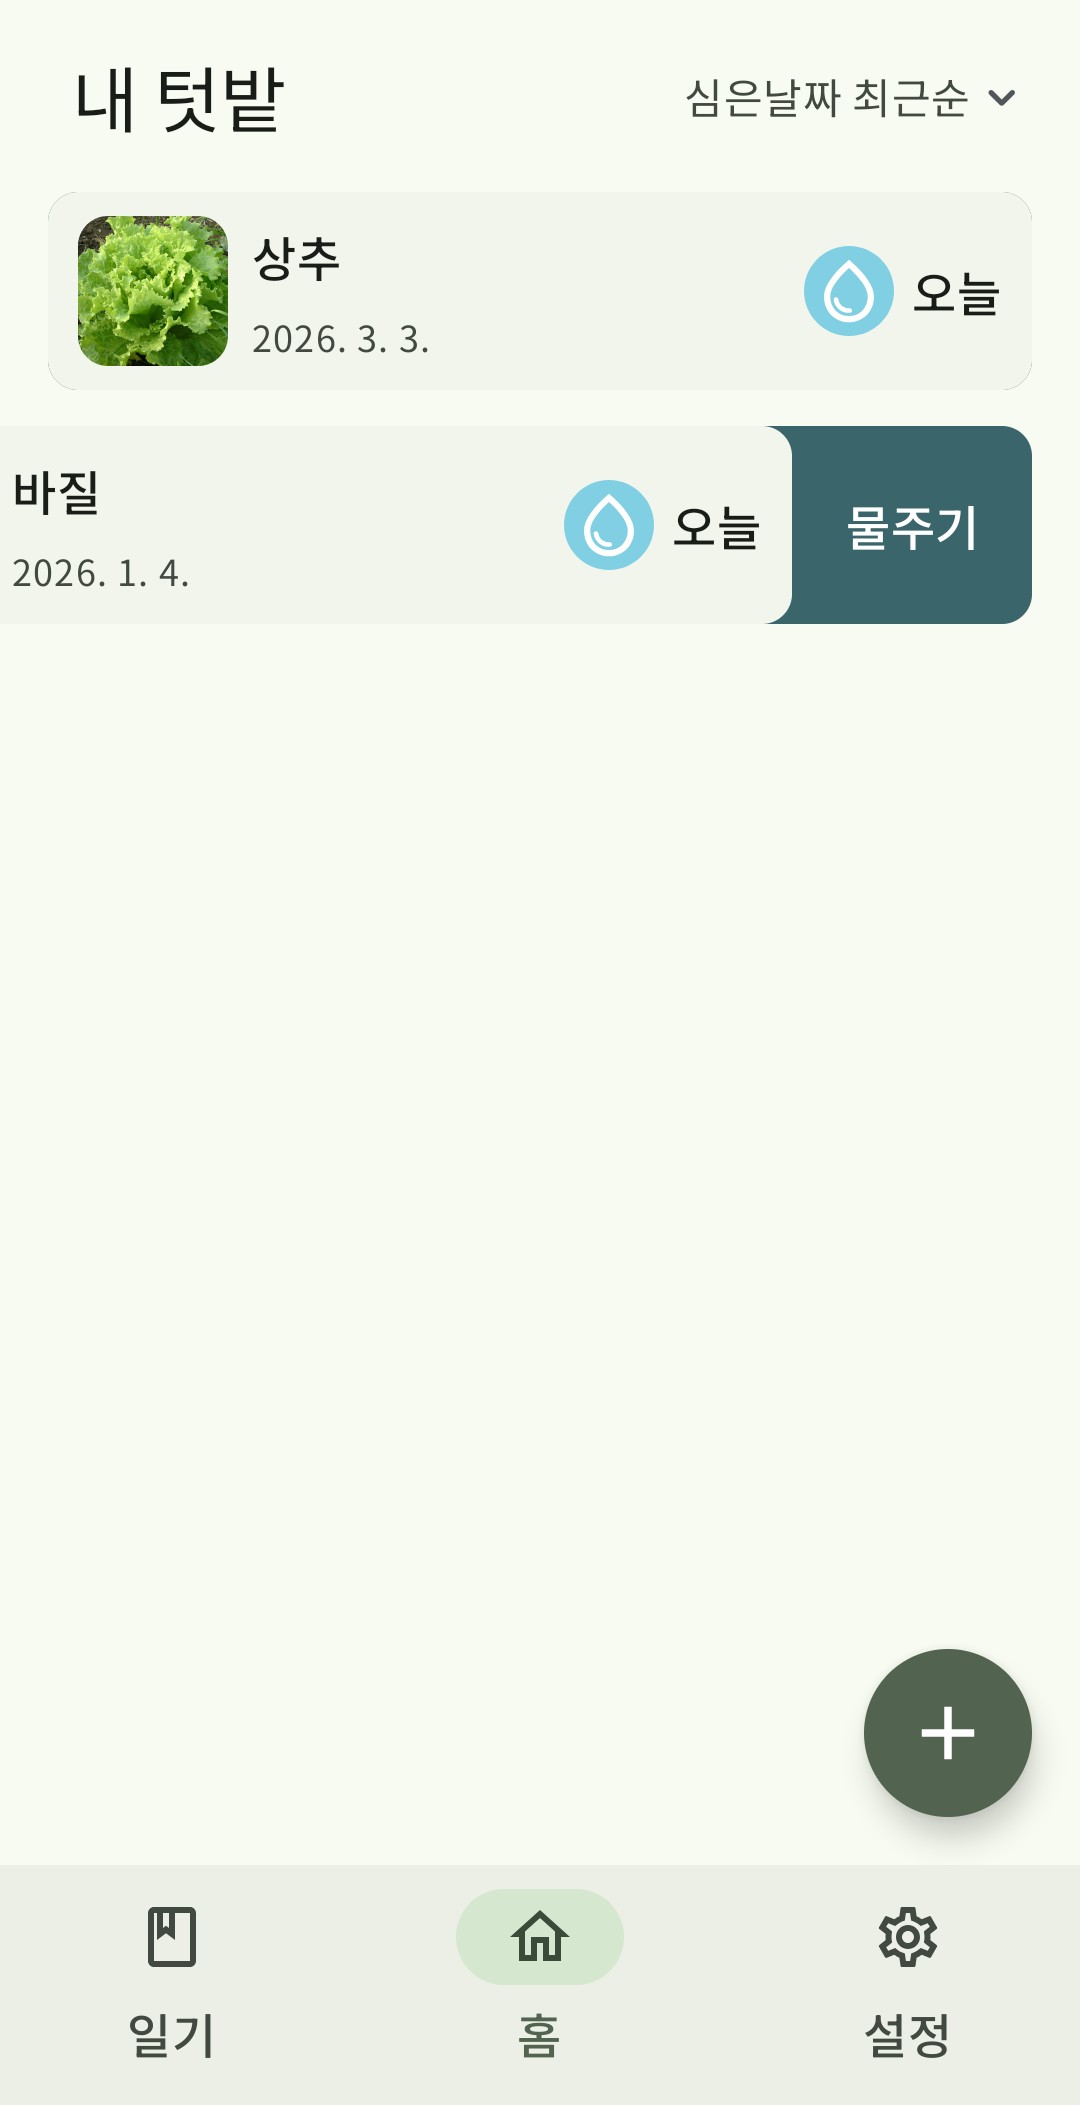 내 텃밭
심은날짜 최근순
상추
2026. 3. 3.
오늘
바질
2026. 1. 4.
오늘
물주기
일기
홈
설정